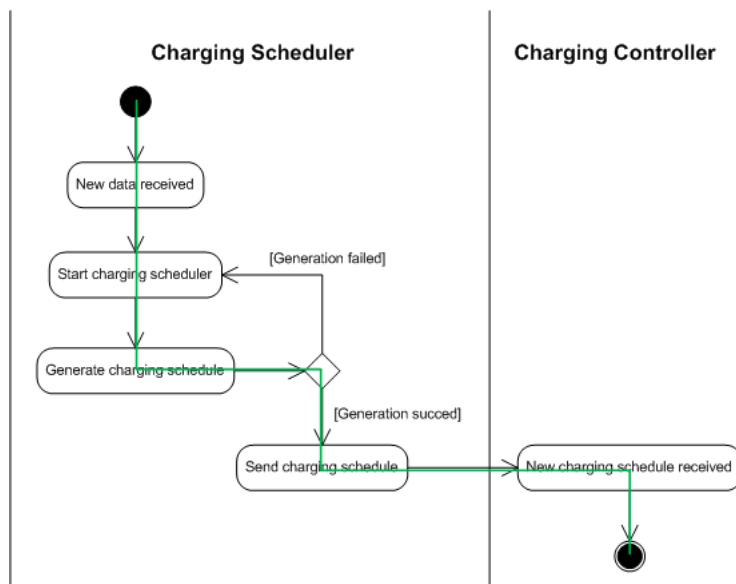 Charging Scheduler
Charging Controller
New data received
[Generation failed]
Start charging scheduler
Generate charging schedule
[Generation succed]
Send charging schedule
New charging schedule received